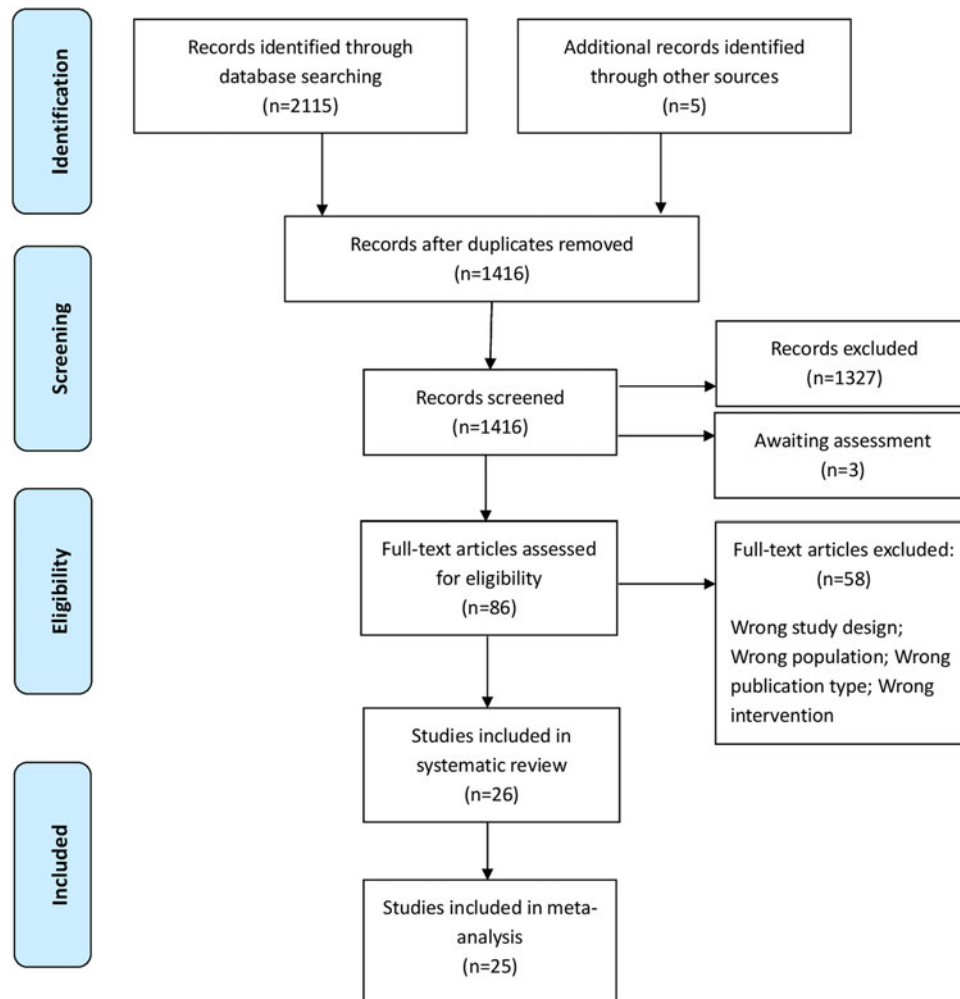 Identification
Records identified through
database searching
(n=2115)
Additional records identified
through other sources
(n=5)
Records after duplicates removed
(n=1416)
Screening
Records screened
(n=1416)
Records excluded
(n=1327)
Awaiting assessment
(n=3)
Eligibility
Full-text articles assessed
for eligibility
(n=86)
Full-text articles excluded:
(n=58)
Wrong study design;
Wrong population; Wrong
publication type; Wrong
intervention
Studies included in
systematic review
(n=26)
Included
Studies included in meta-
analysis
(n=25)